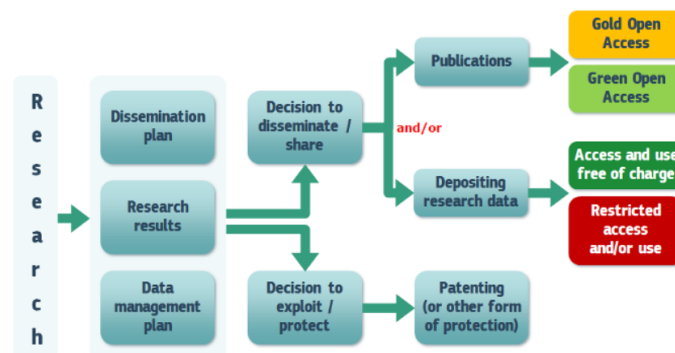 Research
Dissemination
plan
Research
results
Data
management
plan
Decision to
disseminate /
share
Decision to
exploit /
protect
and/or
Publications
Depositing
research data
Patenting
(or other form
of protection)
Gold Open
Access
Green Open
Access
Access and use
free of charge
Restricted
access
and/or use